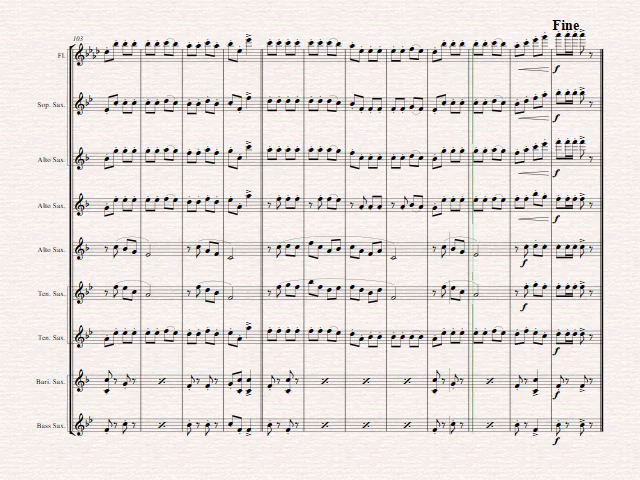 Fine
103
Fl.
Sop. Sax.
Alto Sax.
Alto Sax.
Alto Sax.
Ten. Sax.
Ten. Sax.
Bari. Sax.
Bass Sax.